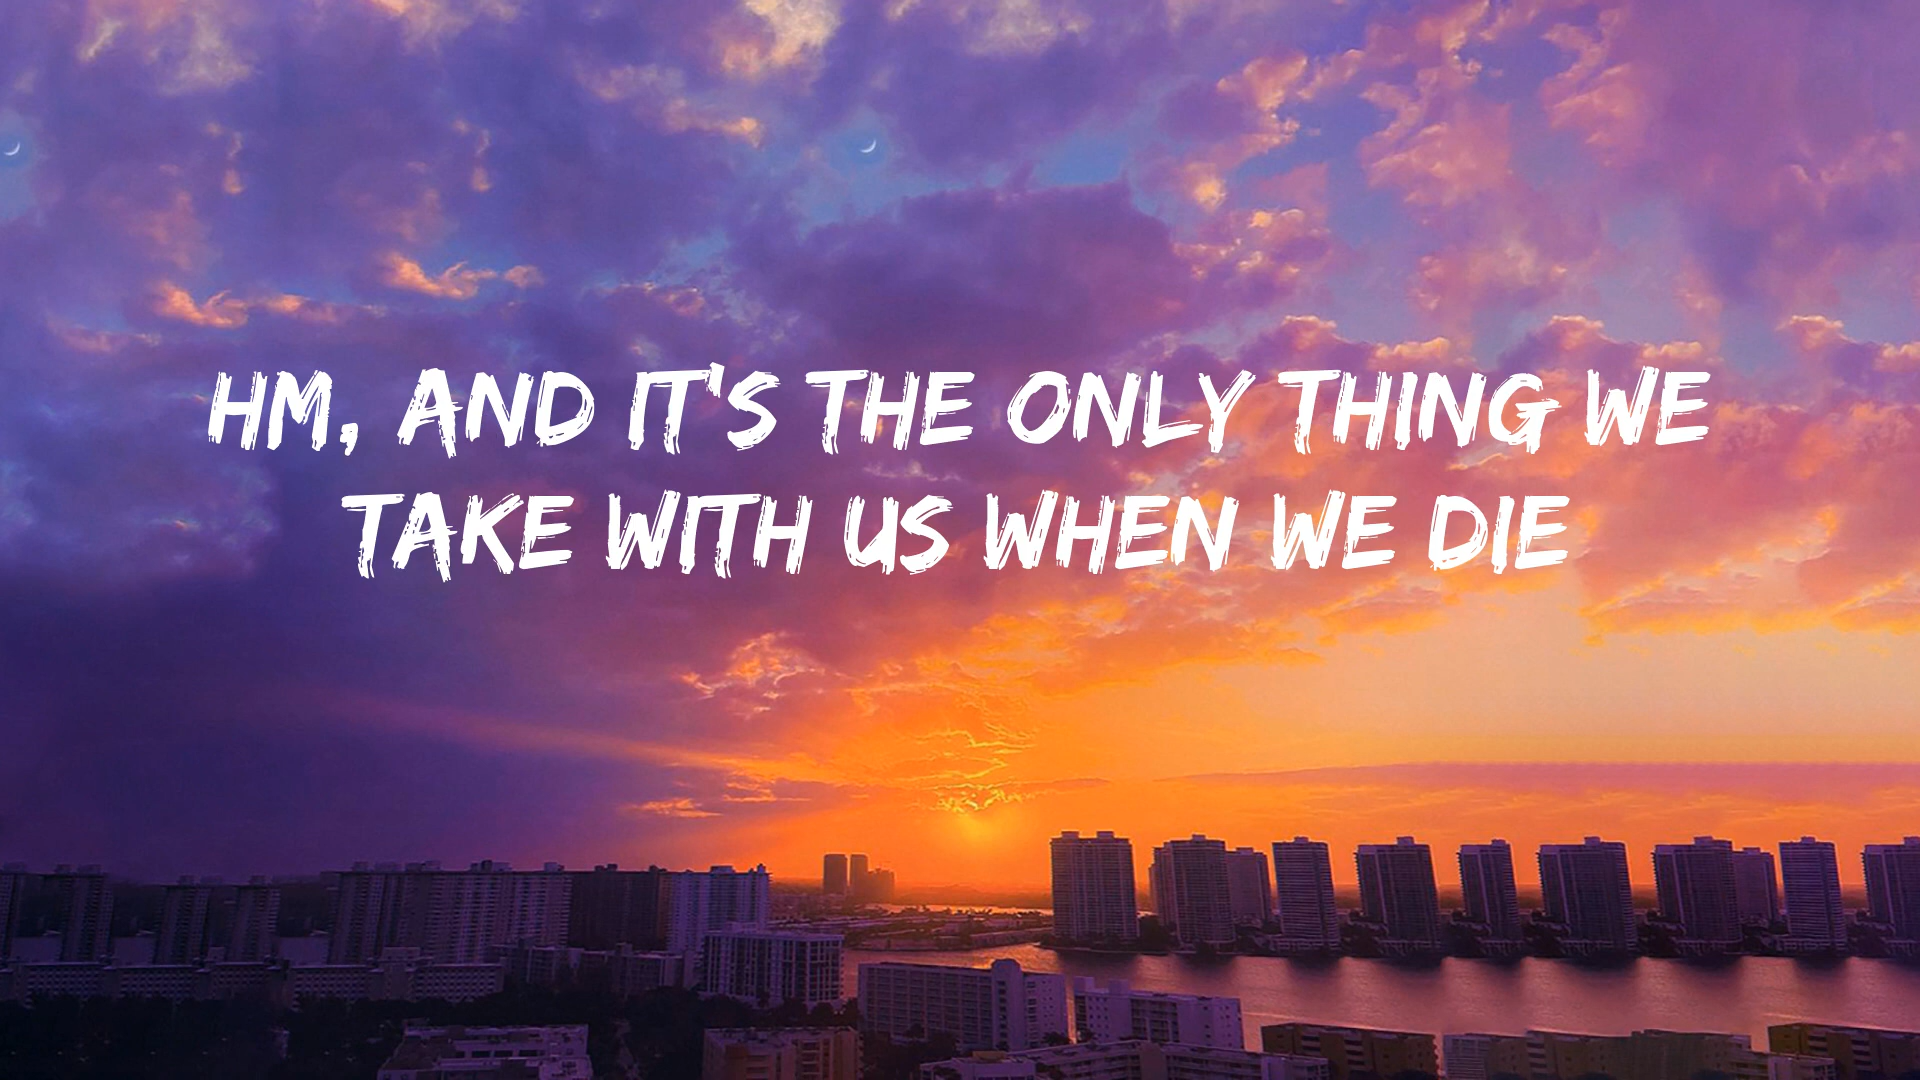 HM, AND IT'S THE ONLY THING WE
TAKE WITH US WHEN WE DIE